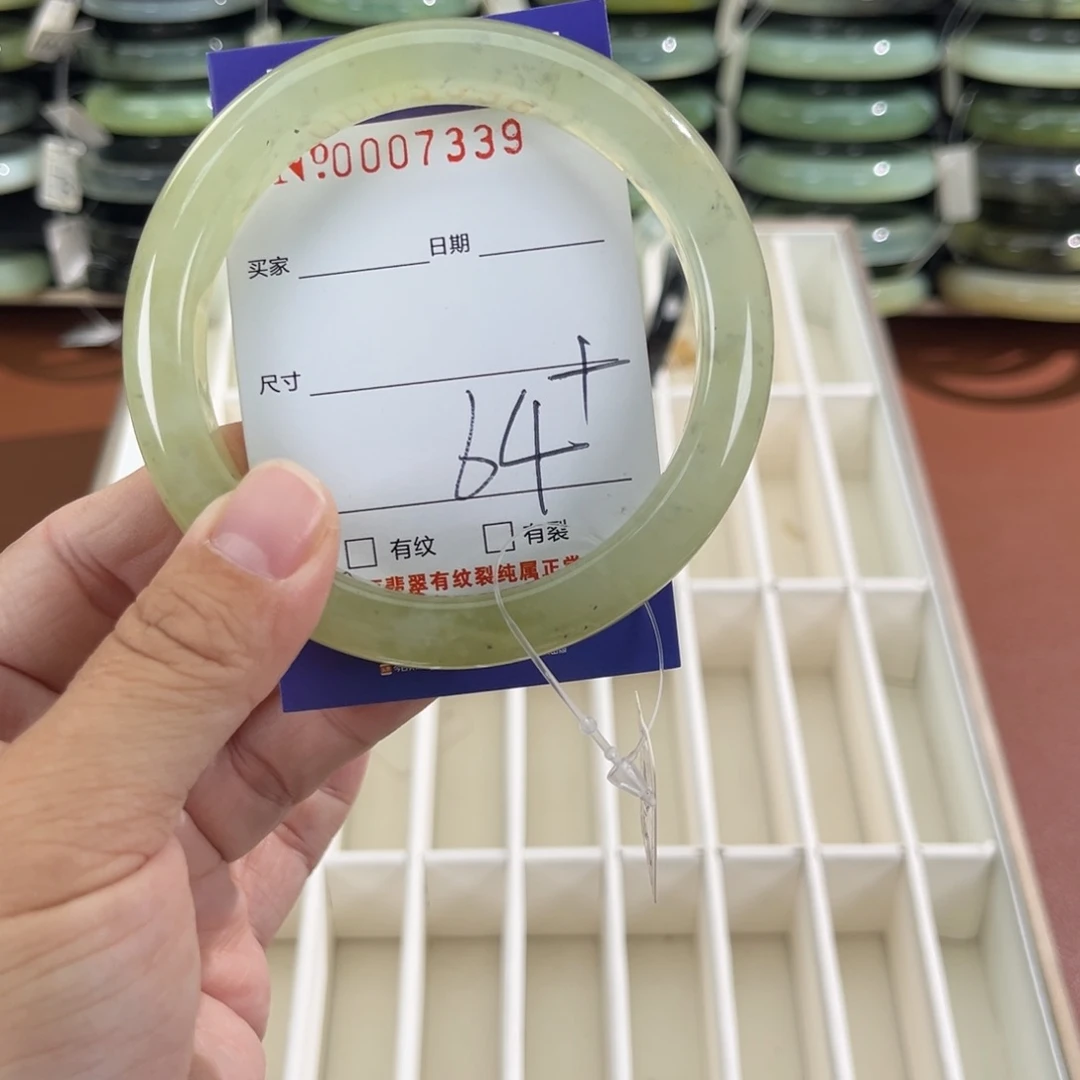 №0007339
买家 日期
尺寸
64+
有纹 有裂
翡翠有纹裂纯属正常